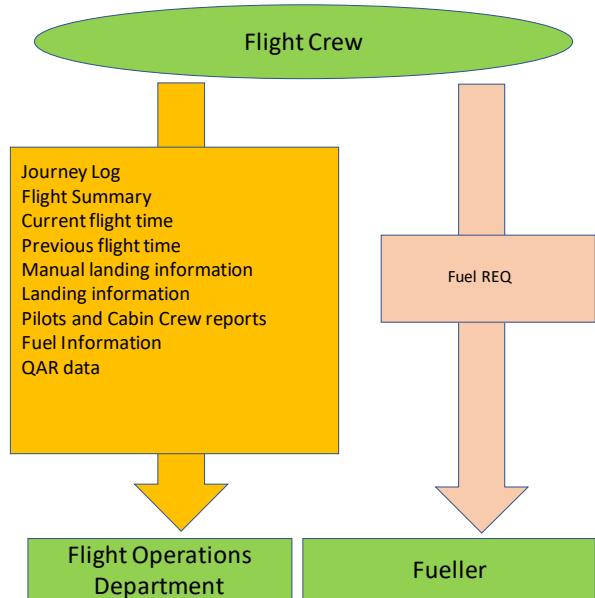 Flight Crew
Journey Log
Flight Summary
Current flight time
Previous flight time
Manual landing information
Landing information
Pilots and Cabin Crew reports
Fuel Information
QAR data
Fuel REQ
Flight Operations
Department
Fueller